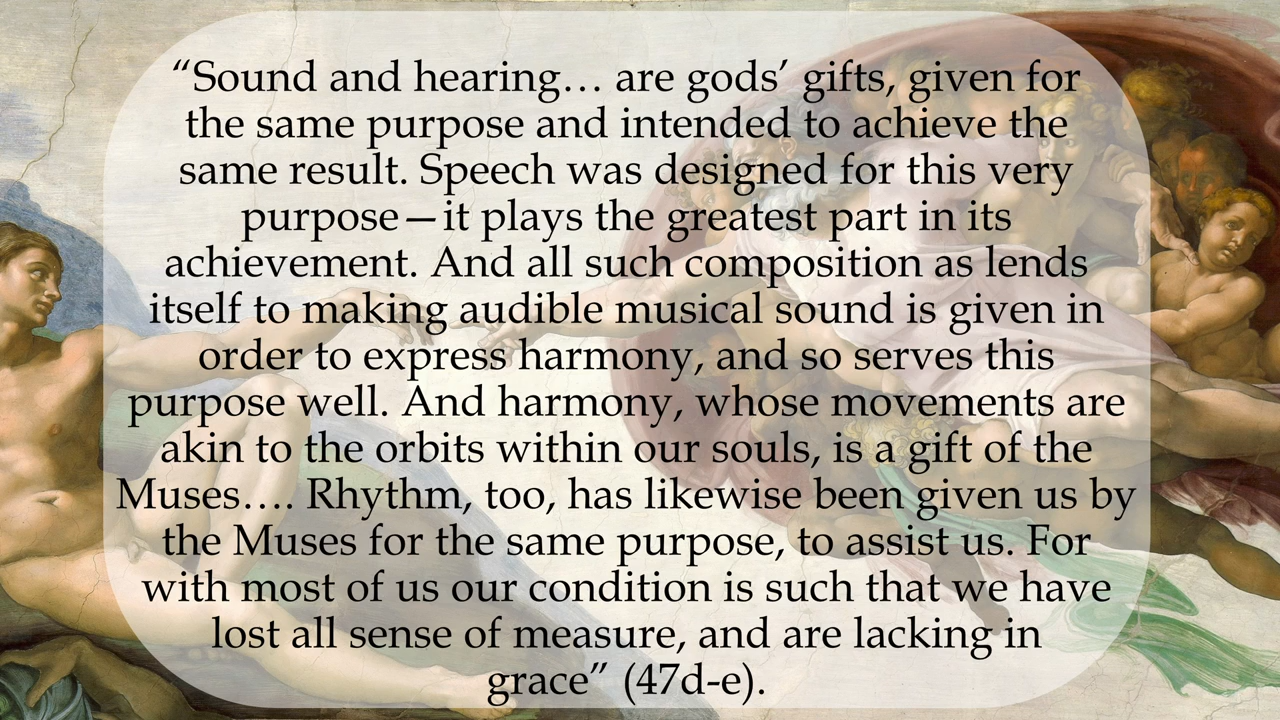 “Sound and hearing… are gods’ gifts, given for
the same purpose and intended to achieve the
same result. Speech was designed for this very
purpose—it plays the greatest part in its
achievement. And all such composition as lends
itself to making audible musical sound is given in
order to express harmony, and so serves this
purpose well. And harmony, whose movements are
akin to the orbits within our souls, is a gift of the
Muses…. Rhythm, too, has likewise been given us by
the Muses for the same purpose, to assist us. For
with most of us our condition is such that we have
lost all sense of measure, and are lacking in
grace” (47d-e).